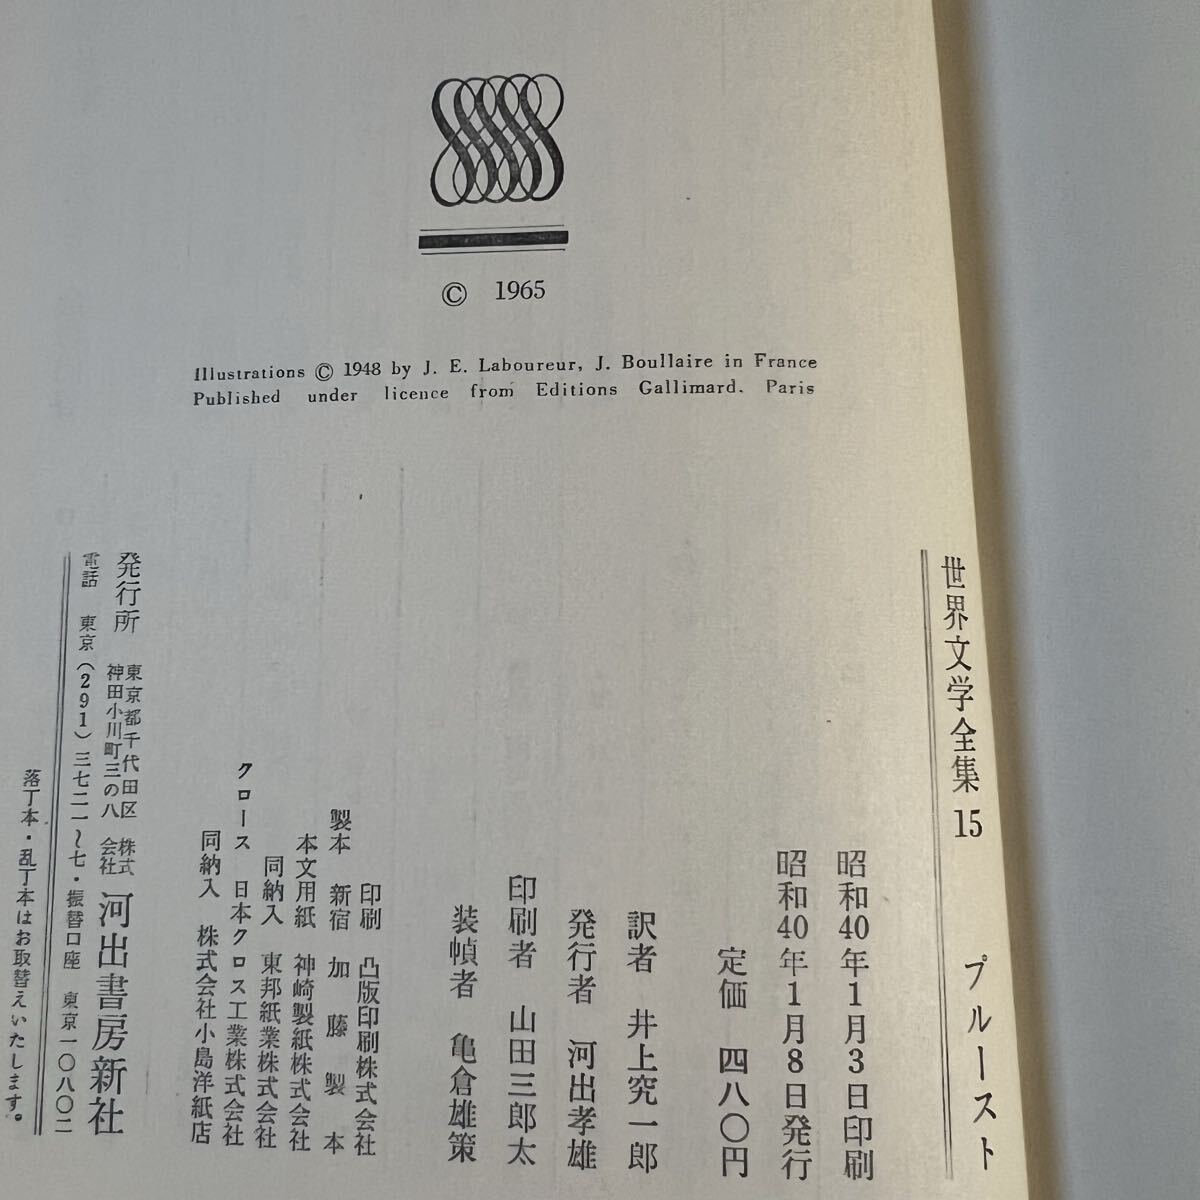 © 1965
Illustrations © 1948 by J. E. Laboureur, J. Boullaire in France
Published under licence from Editions Gallimard. Paris
世界文学全集 15 プルースト
昭和40年1月3日印刷
昭和40年1月8日発行
定価 四八〇円
訳者 井上究一郎
発行者 河出孝雄
印刷者 山田三郎太
装幀者 亀倉雄策
印刷 凸版印刷株式会社
製本 新宿 加藤製本
本文用紙 神崎製紙株式会社
同納入 東邦紙業株式会社
クロース 日本クロス工業株式会社
同納入 株式会社小島洋紙店
発行所 東京都千代田区神田小川町三の八 株式会社 河出書房新社
電話 東京(291)三七二一〜七・振替口座 東京一〇八〇二
落丁本・乱丁本はお取替えいたします。